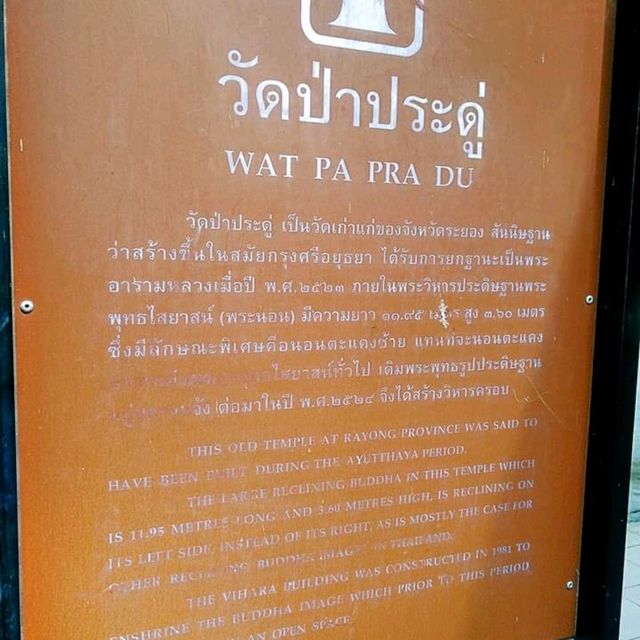 วัดป่าประดู่
WAT PA PRA DU
วัดป่าประดู่ เป็นวัดเก่าแก่ของจังหวัดระยอง สันนิษฐาน
ว่าสร้างขึ้นในสมัยกรุงศรีอยุธยา ได้รับการยกฐานะเป็นพระ
อารามหลวงเมื่อปี พ.ศ.๒๕๒๓ ภายในพระวิหารประดิษฐานพระ
พุทธไสยาสน์ (พระนอน) มีความยาว ๑๐.๙๕ เมตร สูง ๓.๖๐ เมตร
ซึ่งมีลักษณะพิเศษคือนอนตะแคงซ้าย แทนที่จะนอนตะแคง
ไสยาสน์ทั่วไป เดิมพระพุทธรูปประดิษฐาน
ต่อมาในปี พ.ศ.๒๕๒๔ จึงได้สร้างวิหารครอบ
THIS OLD TEMPLE AT RAYONG PROVINCE WAS SAID TO
HAVE BEEN BUILT DURING THE AYUTTHAYA PERIOD.
THE LARGE RECLINING BUDDHA IN THIS TEMPLE WHICH
IS 11.95 METRES LONG AND 3.60 METRES HIGH, IS RECLINING ON
ITS LEFT SIDE, INSTEAD OF ITS RIGHT, AS IS MOSTLY THE CASE FOR
OTHER RECLINING BUDDHA IMAGES IN THAILAND.
THE VIHARA BUILDING WAS CONSTRUCTED IN 1981 TO
ENSHRINE THE BUDDHA IMAGE WHICH PRIOR TO THIS PERIOD
AN OPEN SPACE.